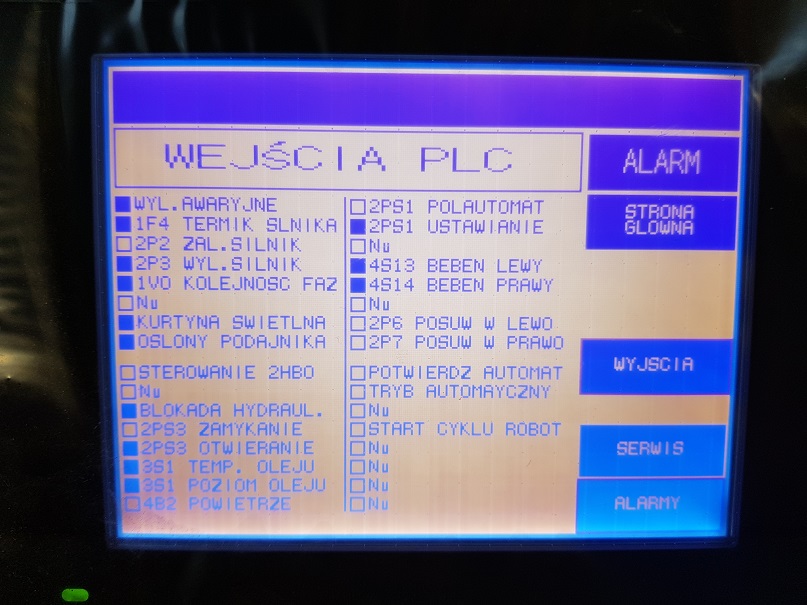 WEJŚCIA PLC
ALARM
STRONA
GLOWNA
WYL.AWARYJNE
1F4 TERMIK SLNIKA
2P2 ZAL.SILNIK
2P3 WYL.SILNIK
1VO KOLEJNOSC FAZ
Nu
KURTYNA SWIETLNA
OSLONY PODAJNIKA
STEROWANIE 2HBO
Nu
BLOKADA HYDRAUL.
2PS3 ZAMYKANIE
2PS3 OTWIERANIE
3S1 TEMP. OLEJU
3S1 POZIOM OLEJU
4B2 POWIETRZE
2PS1 POLAUTOMAT
2PS1 USTAWIANIE
Nu
4S13 BEBEN LEWY
4S14 BEBEN PRAWY
Nu
2P6 POSUW W LEWO
2P7 POSUW W PRAWO
POTWIERDZ AUTOMAT
TRYB AUTOMAYCZNY
Nu
START CYKLU ROBOT
Nu
Nu
Nu
Nu
WYJSCIA
SERWIS
ALARMY